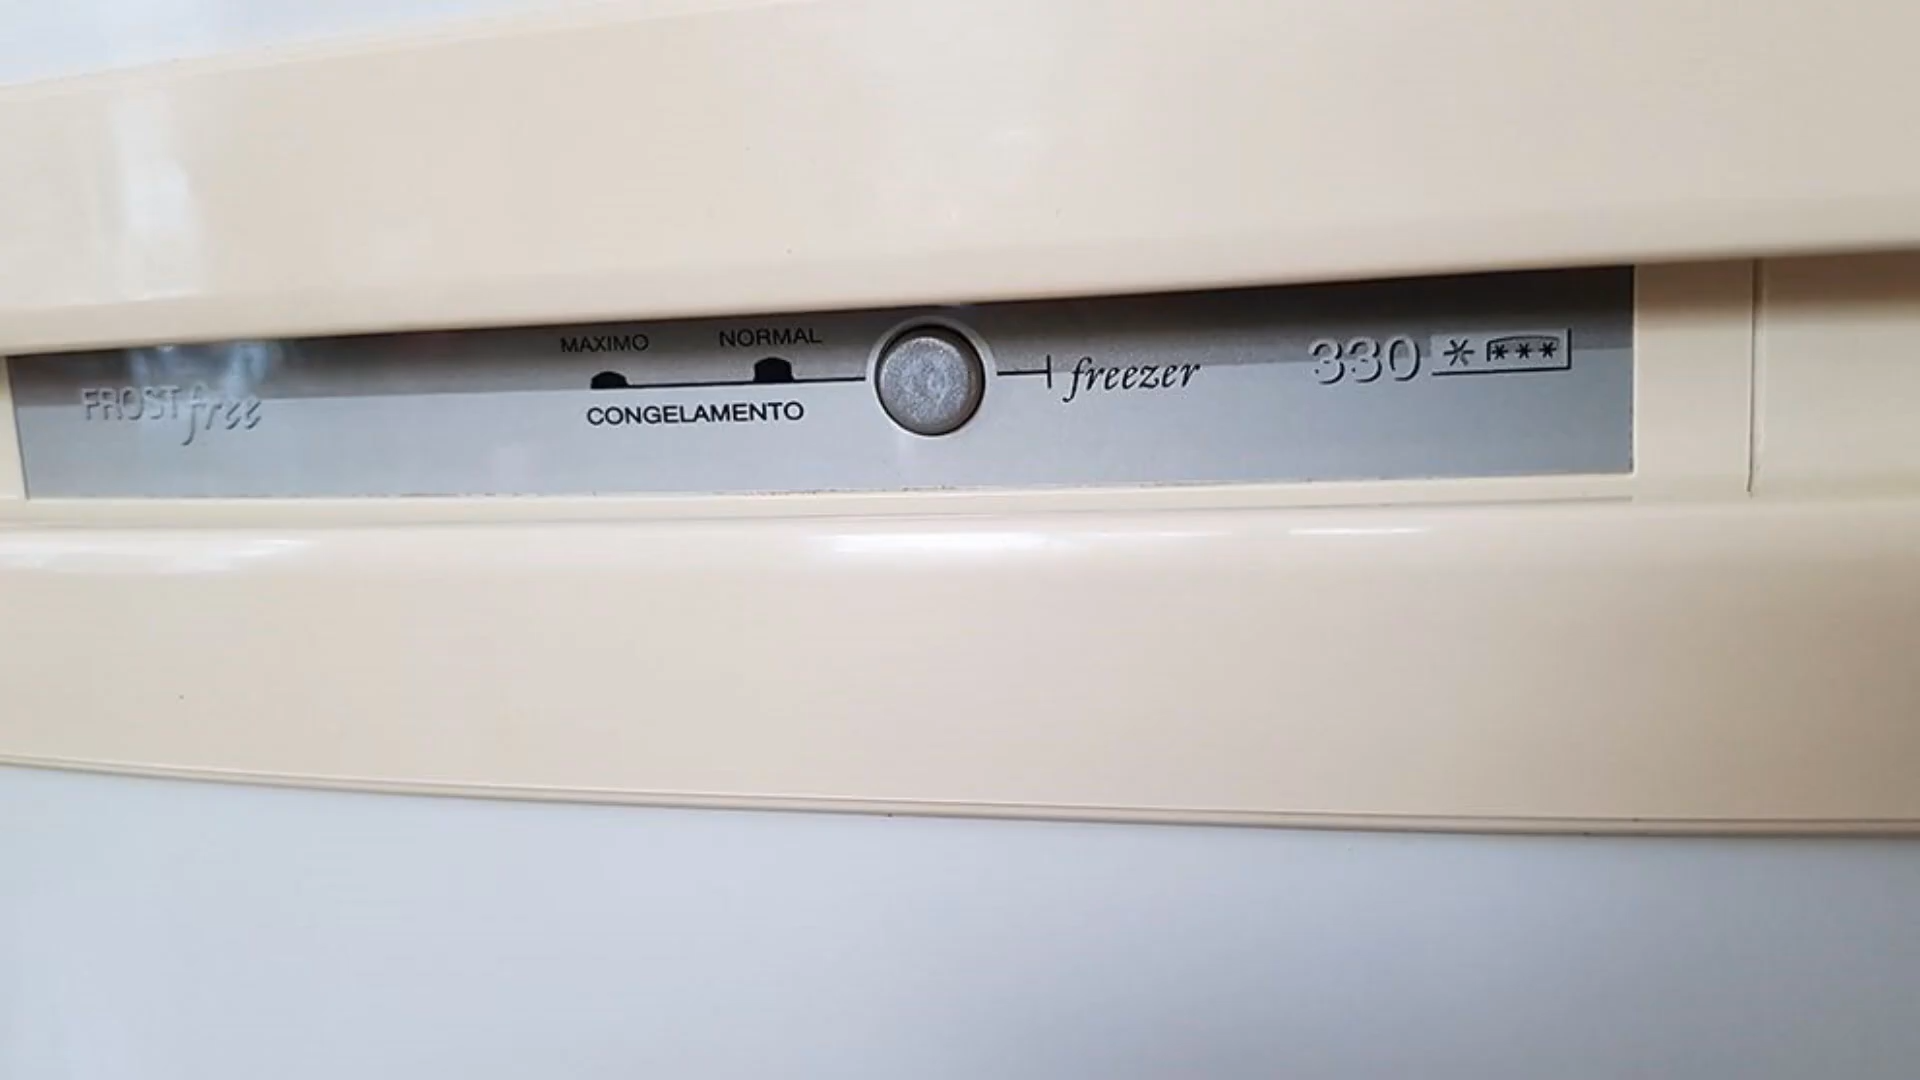 FROST free
MAXIMO NORMAL
CONGELAMENTO
freezer
330